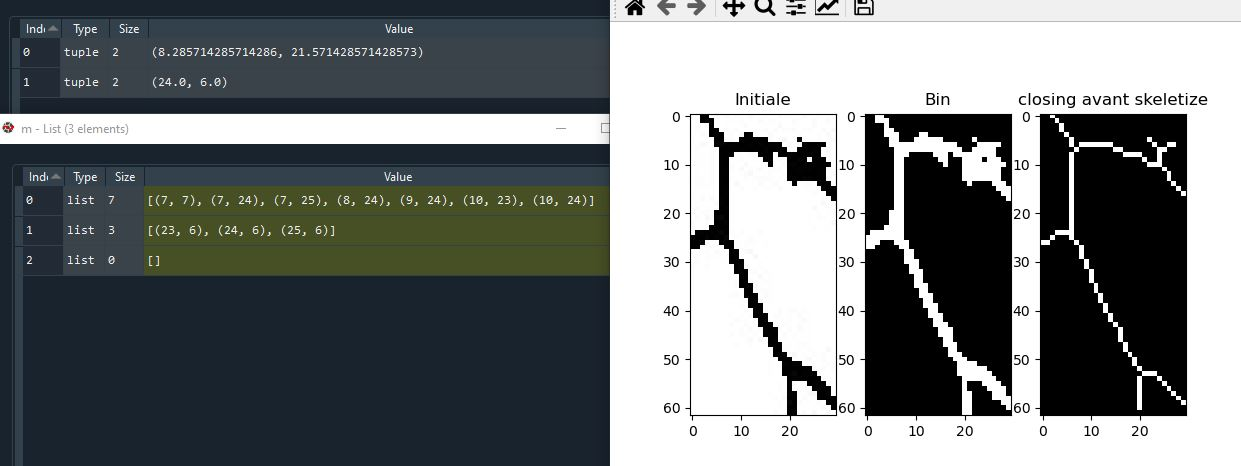 Inde Type Size Value
0 tuple 2 (8.285714285714286, 21.571428571428573)
1 tuple 2 (24.0, 6.0)
m - List (3 elements)
Inde Type Size Value
0 list 7 [(7, 7), (7, 24), (7, 25), (8, 24), (9, 24), (10, 23), (10, 24)]
1 list 3 [(23, 6), (24, 6), (25, 6)]
2 list 0 []
Initiale Bin closing avant skeletize
0 0 0
10 10 10
20 20 20
30 30 30
40 40 40
50 50 50
60 60 60
0 10 20 0 10 20 0 10 20